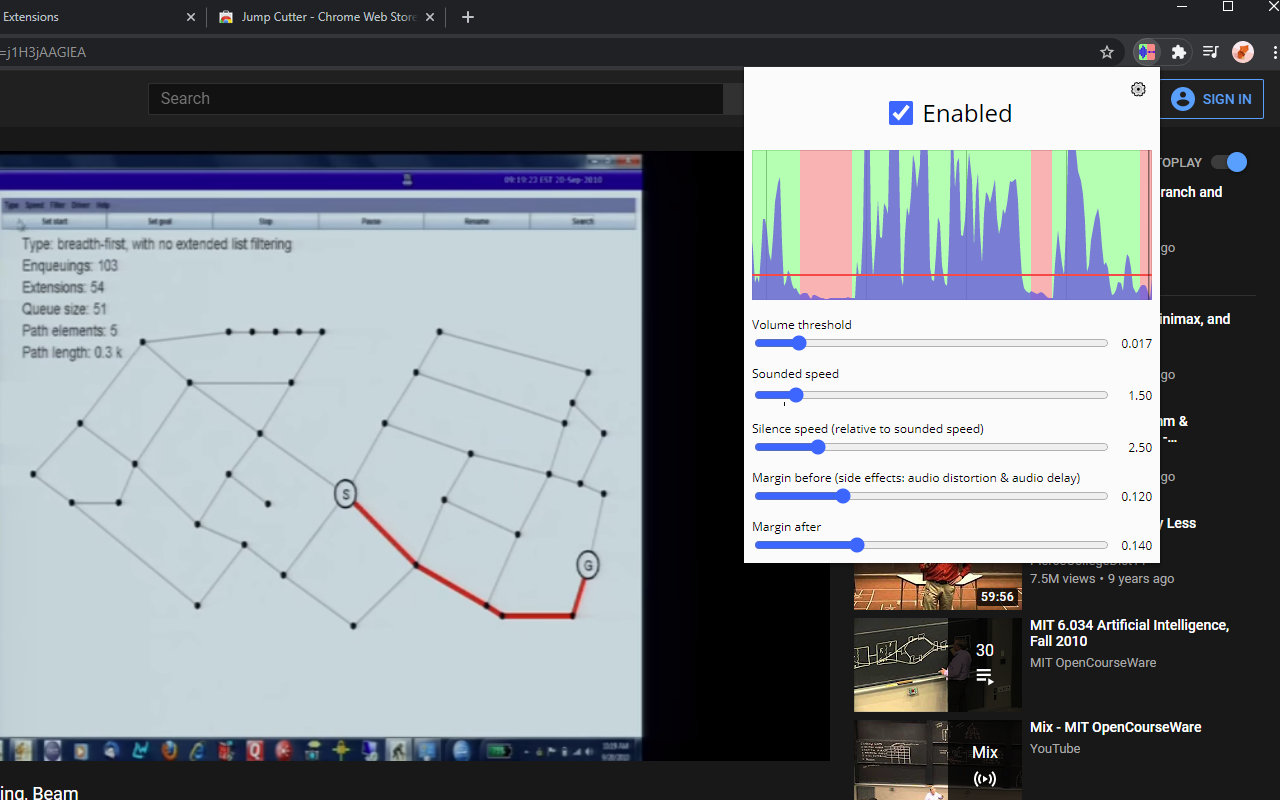 Extensions
Jump Cutter - Chrome Web Store
=j1H3jAAGIEA
Search
Enabled
SIGN IN
09:19:23 EST 20-Sep-2010
Type Speed Filter Driver Help
Set start Set goal Stop Pause Rename Search
Type: breadth-first, with no extended list filtering
Enqueuings: 103
Extensions: 54
Queue size: 51
Path elements: 5
Path length: 0.3 k
S
G
Volume threshold
0.017
Sounded speed
1.50
Silence speed (relative to sounded speed)
2.50
Margin before (side effects: audio distortion & audio delay)
0.120
Margin after
0.140
TOPLAY
ranch and
go
inimax, and
go
m &
-...
go
y Less
7.5M views • 9 years ago
59:56
MIT 6.034 Artificial Intelligence,
Fall 2010
MIT OpenCourseWare
30
Mix - MIT OpenCourseWare
YouTube
Mix
ing, Beam